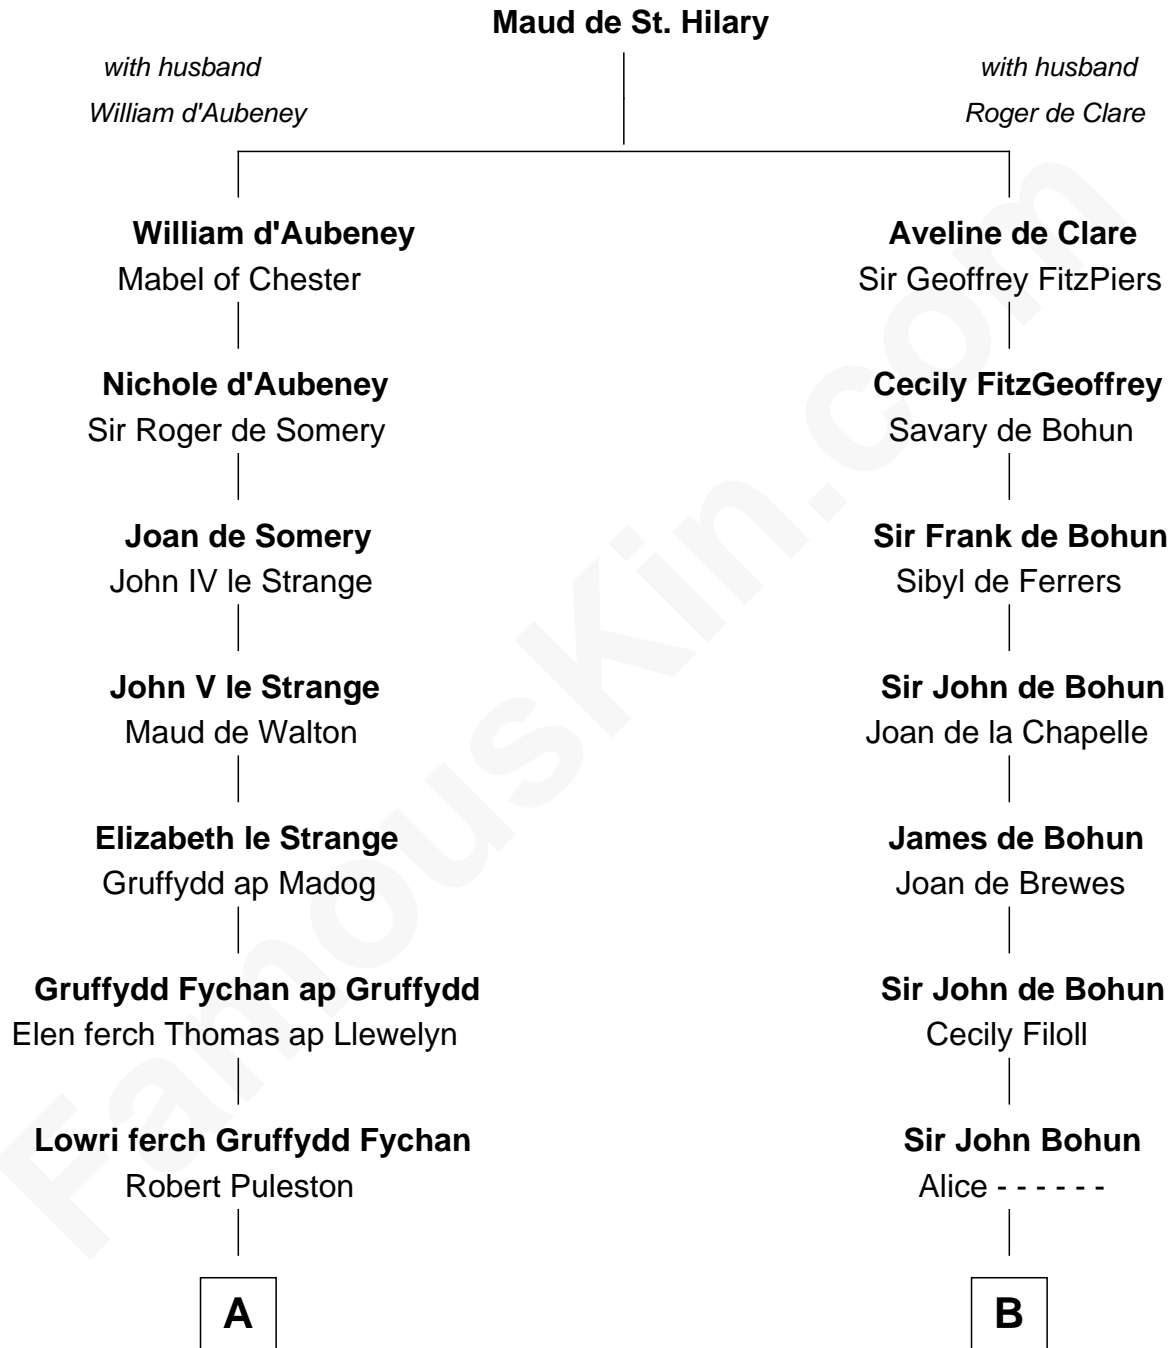 Maud de St. Hilary
with husband
William d'Aubeney
with husband
Roger de Clare
William d'Aubeney
Mabel of Chester
Aveline de Clare
Sir Geoffrey FitzPiers
Nichole d'Aubeney
Sir Roger de Somery
Cecily FitzGeoffrey
Savary de Bohun
Joan de Somery
John IV le Strange
Sir Frank de Bohun
Sibyl de Ferrers
John V le Strange
Maud de Walton
Sir John de Bohun
Joan de la Chapelle
Elizabeth le Strange
Gruffydd ap Madog
James de Bohun
Joan de Brewes
Gruffydd Fychan ap Gruffydd
Elen ferch Thomas ap Llewelyn
Sir John de Bohun
Cecily Filoll
Lowri ferch Gruffydd Fychan
Robert Puleston
Sir John Bohun
Alice - - - - - -
A
B
FamousKin.com